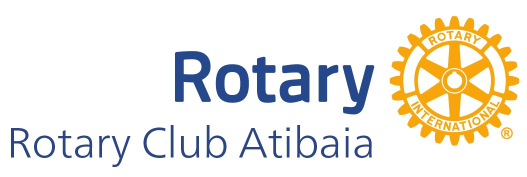 Rotary
Rotary Club Atibaia
ROTARY
INTERNATIONAL
®